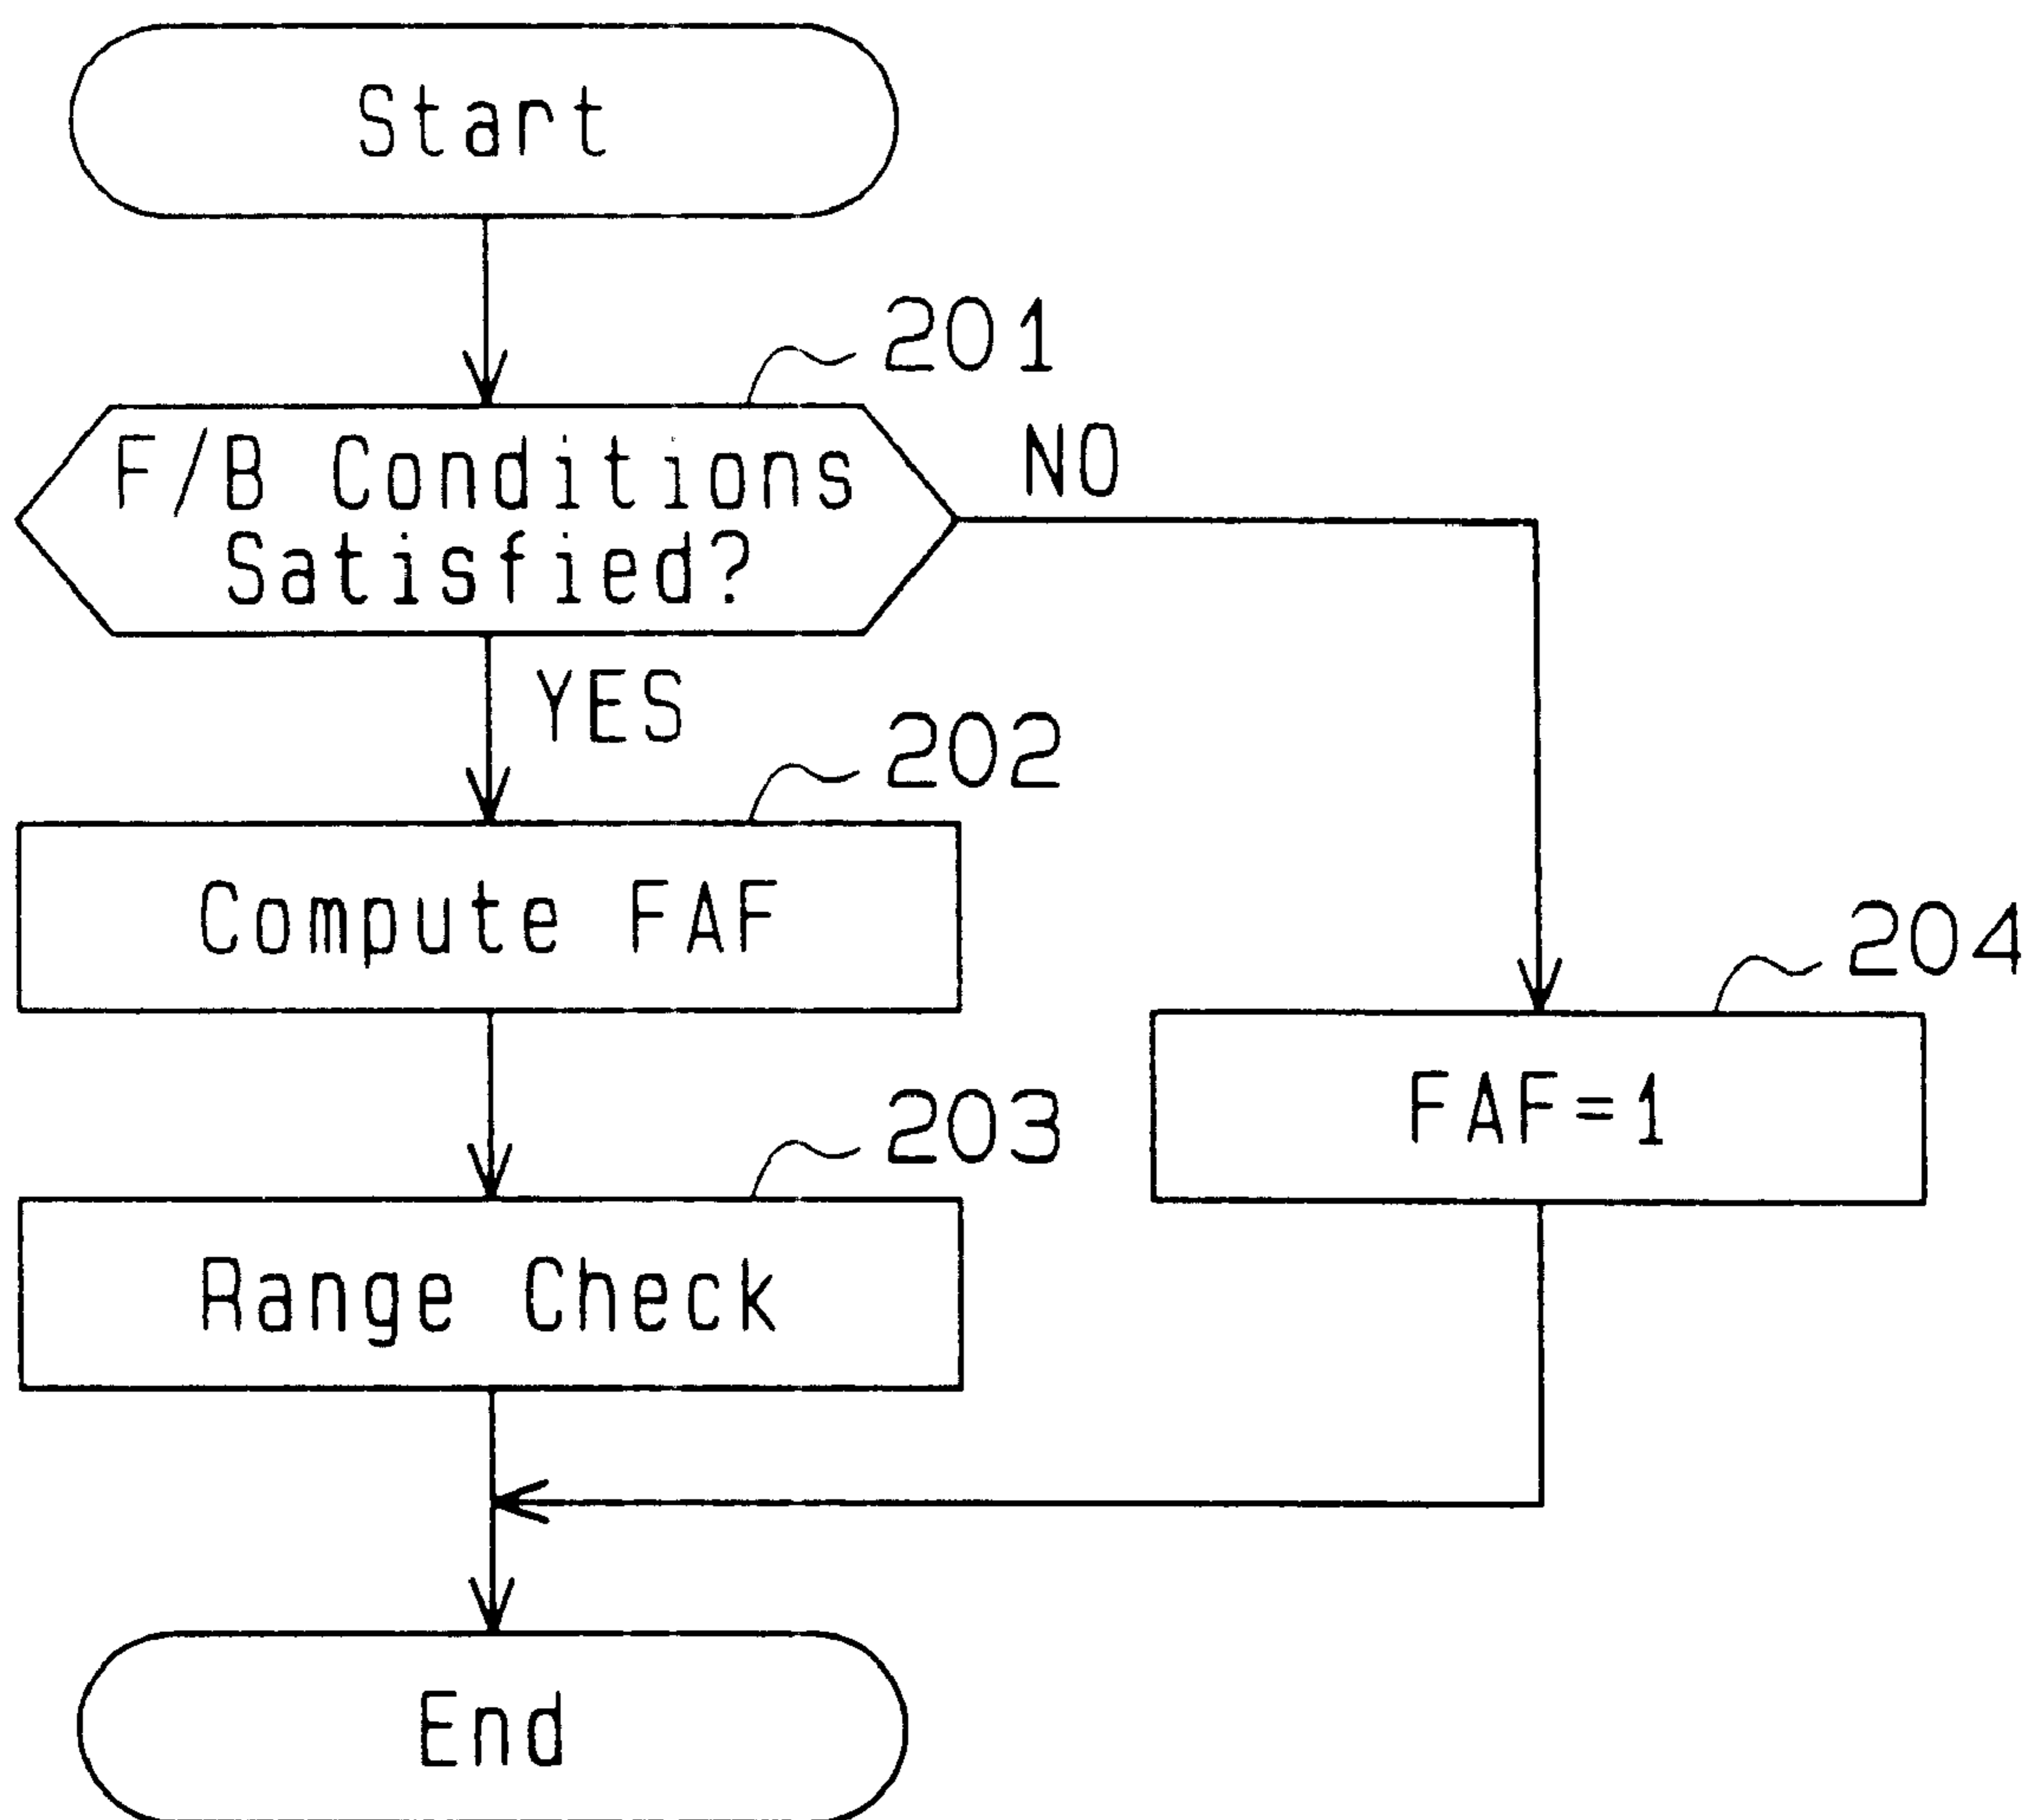 Start
201
F/B Conditions
Satisfied?
NO
YES
202
Compute FAF
204
FAF=1
203
Range Check
End